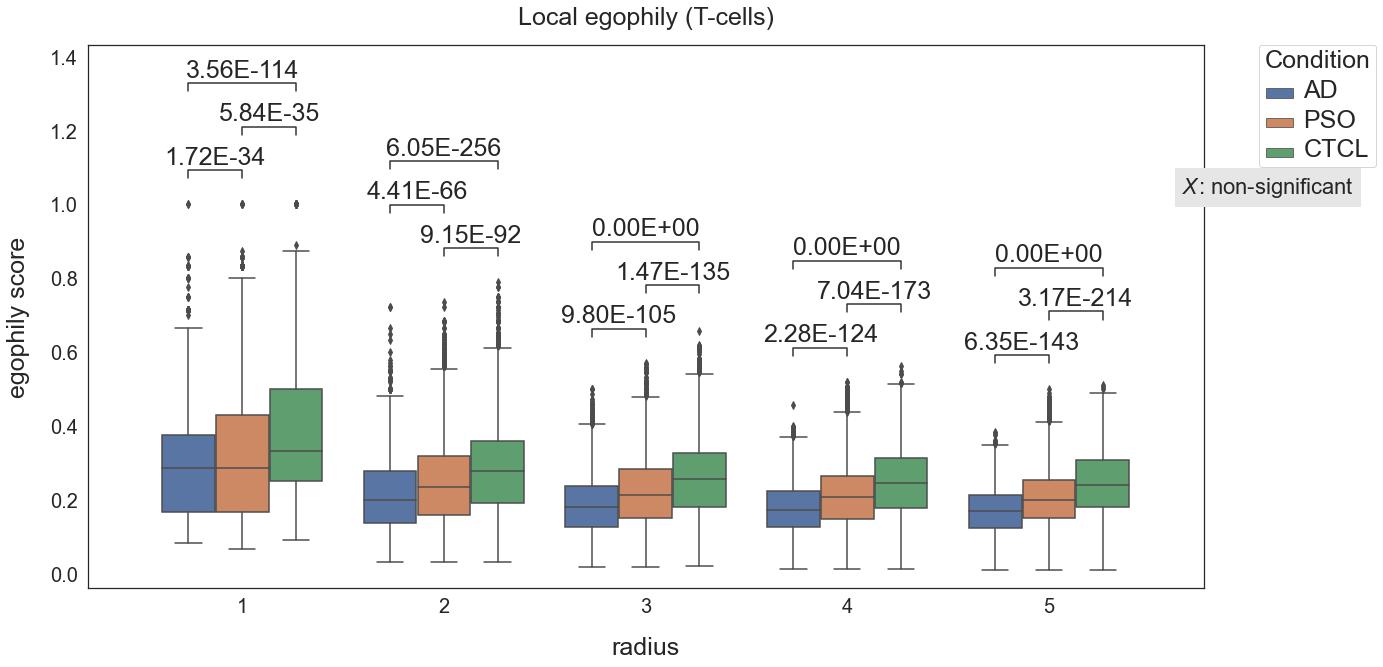 Local egophily (T-cells)
egophily score
1.4
1.2
1.0
0.8
0.6
0.4
0.2
0.0
3.56E-114
5.84E-35
1.72E-34
6.05E-256
4.41E-66
9.15E-92
0.00E+00
1.47E-135
9.80E-105
0.00E+00
7.04E-173
2.28E-124
0.00E+00
3.17E-214
6.35E-143
1
2
3
4
5
radius
Condition
AD
PSO
CTCL
X: non-significant